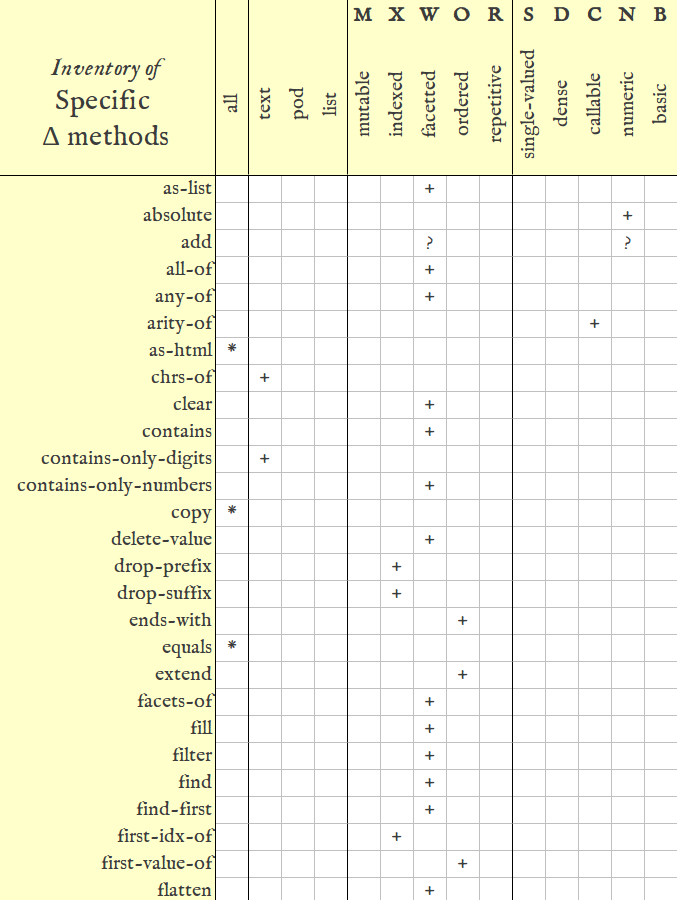 M X W O R S D C N B
Inventory of
Specific
Δ methods
all text pod list mutable indexed facetted ordered repetitive single-valued dense callable numeric basic
as-list +
absolute +
add ? ?
all-of +
any-of +
arity-of +
as-html *
chrs-of +
clear +
contains +
contains-only-digits +
contains-only-numbers +
copy *
delete-value +
drop-prefix +
drop-suffix +
ends-with +
equals *
extend +
facets-of +
fill +
filter +
find +
find-first +
first-idx-of +
first-value-of +
flatten +